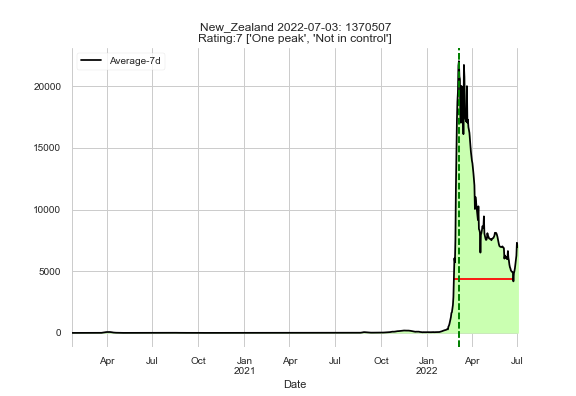 New_Zealand 2022-07-03: 1370507
Rating:7 ['One peak', 'Not in control']
Average-7d
20000
15000
10000
5000
0
Apr Jul Oct Jan Apr Jul Oct Jan Apr Jul
2021 2022
Date